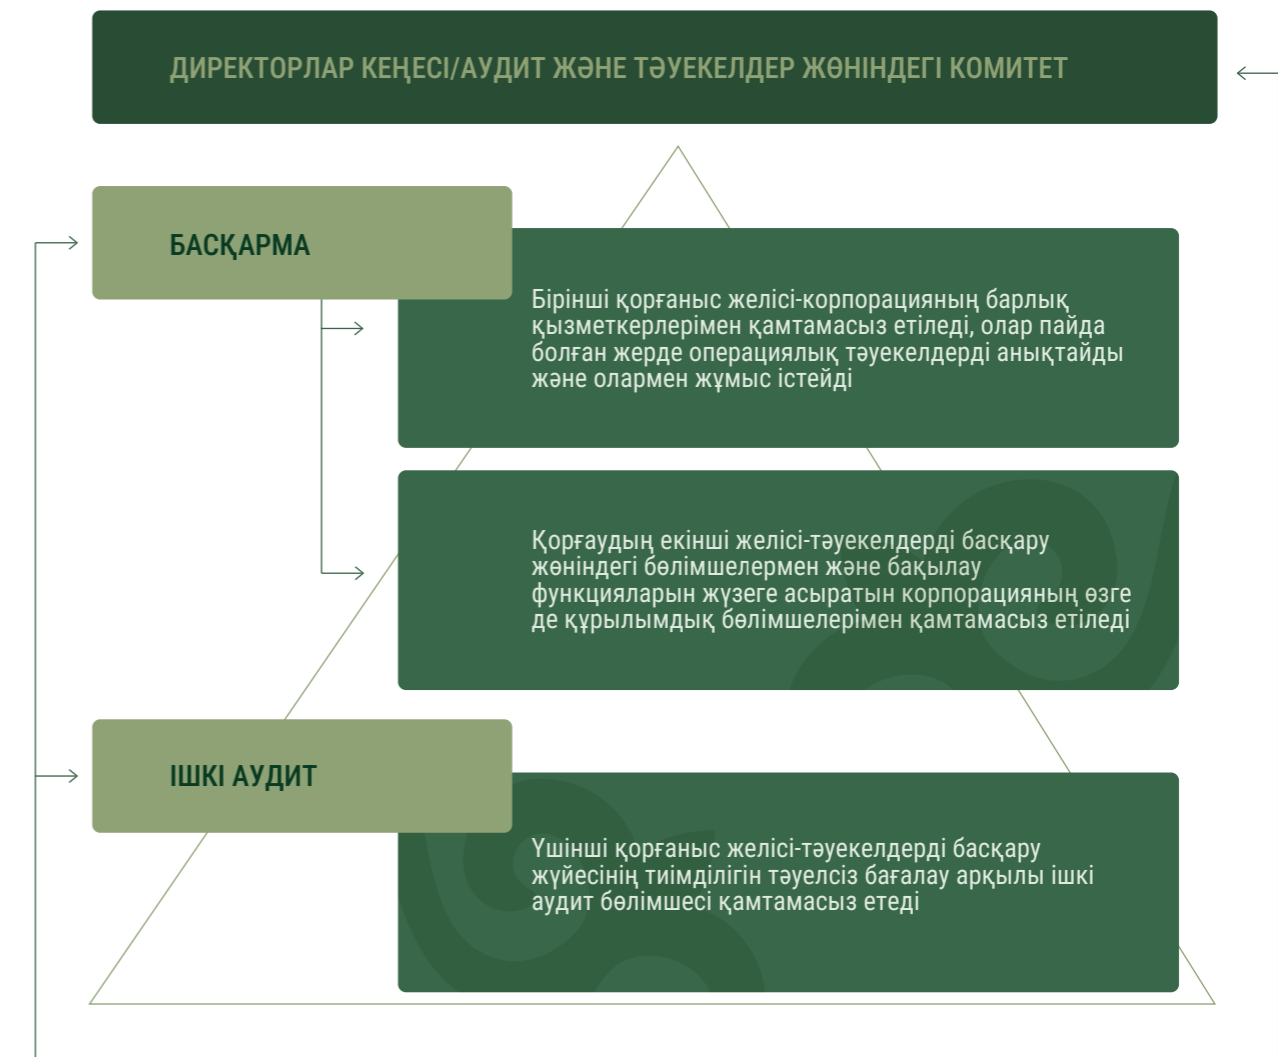 ДИРЕКТОРЛАР КЕҢЕСІ/АУДИТ ЖӘНЕ ТӘУЕКЕЛДЕР ЖӨНІНДЕГІ КОМИТЕТ
БАСҚАРМА
Бірінші қорғаныс желісі-корпорацияның барлық
қызметкерлерімен қамтамасыз етіледі, олар пайда
болған жерде операциялық тәуекелдерді анықтайды
және олармен жұмыс істейді
Қорғаудың екінші желісі-тәуекелдерді басқару
жөніндегі бөлімшелермен және бақылау
функцияларын жүзеге асыратын корпорацияның өзге
де құрылымдық бөлімшелерімен қамтамасыз етіледі
ІШКІ АУДИТ
Үшінші қорғаныс желісі-тәуекелдерді басқару
жүйесінің тиімділігін тәуелсіз бағалау арқылы ішкі
аудит бөлімшесі қамтамасыз етеді